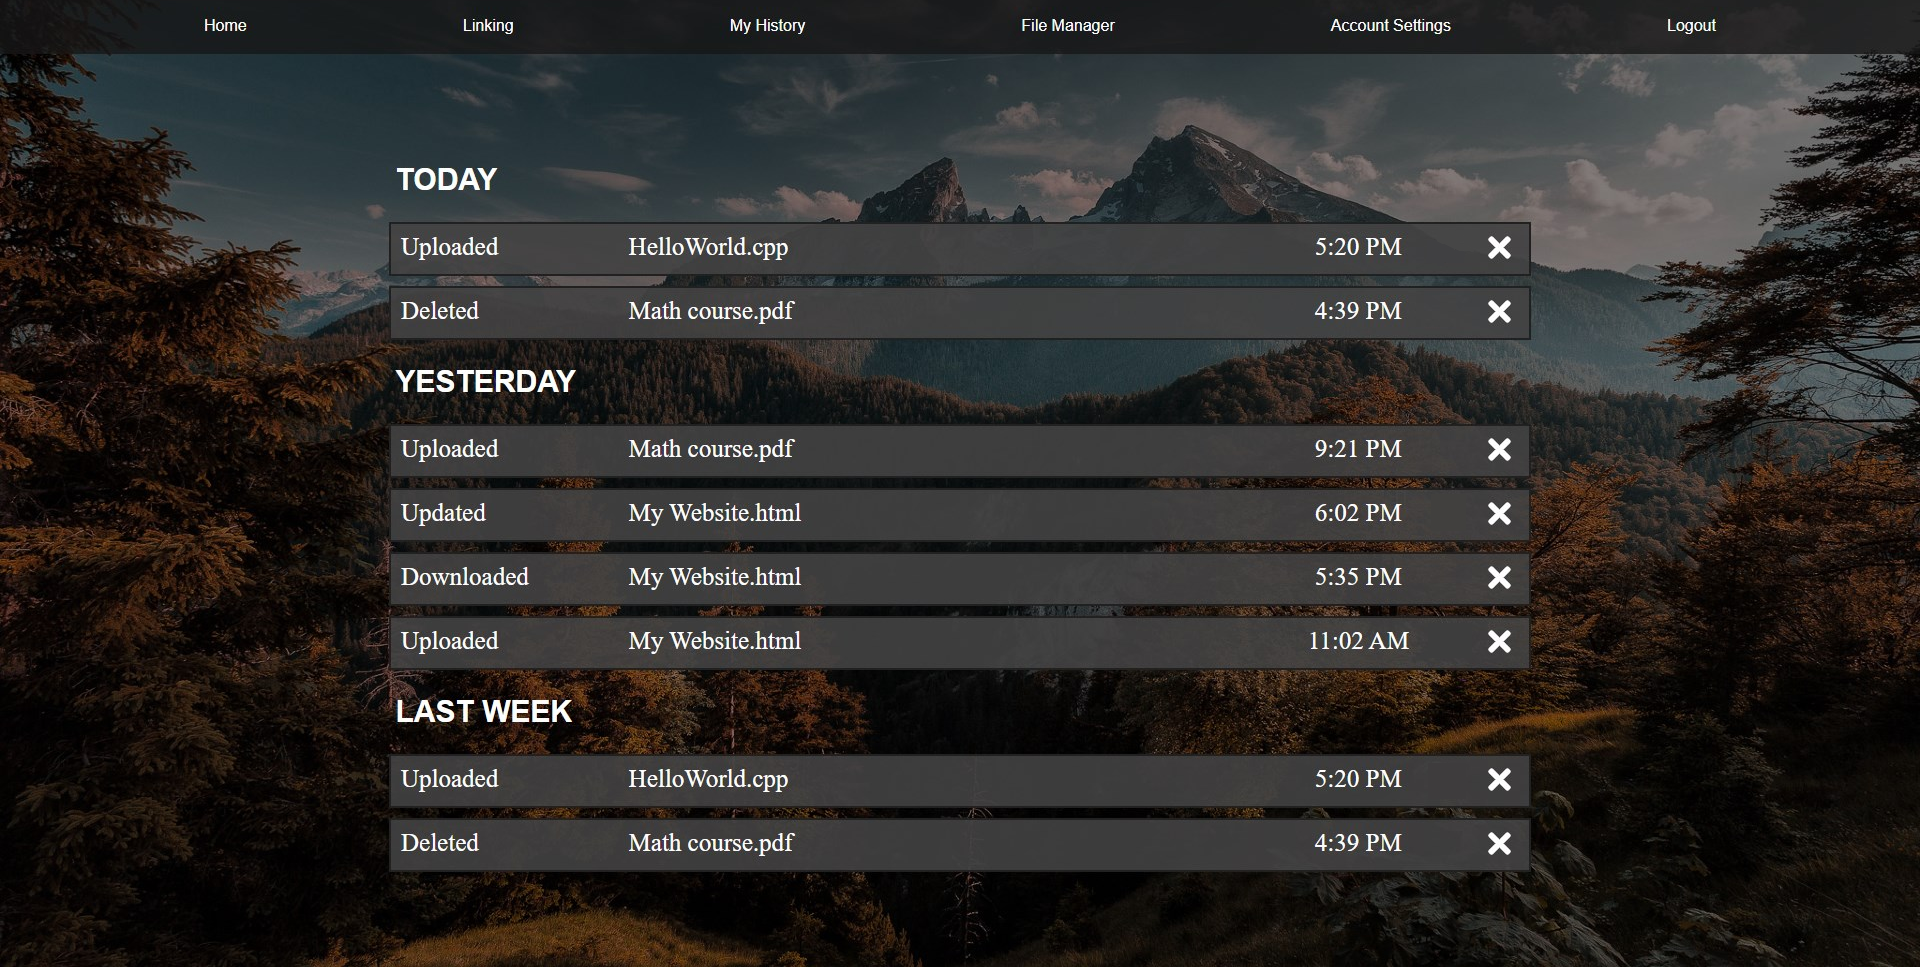 Home Linking My History File Manager Account Settings Logout
TODAY
Uploaded HelloWorld.cpp 5:20 PM
Deleted Math course.pdf 4:39 PM
YESTERDAY
Uploaded Math course.pdf 9:21 PM
Updated My Website.html 6:02 PM
Downloaded My Website.html 5:35 PM
Uploaded My Website.html 11:02 AM
LAST WEEK
Uploaded HelloWorld.cpp 5:20 PM
Deleted Math course.pdf 4:39 PM